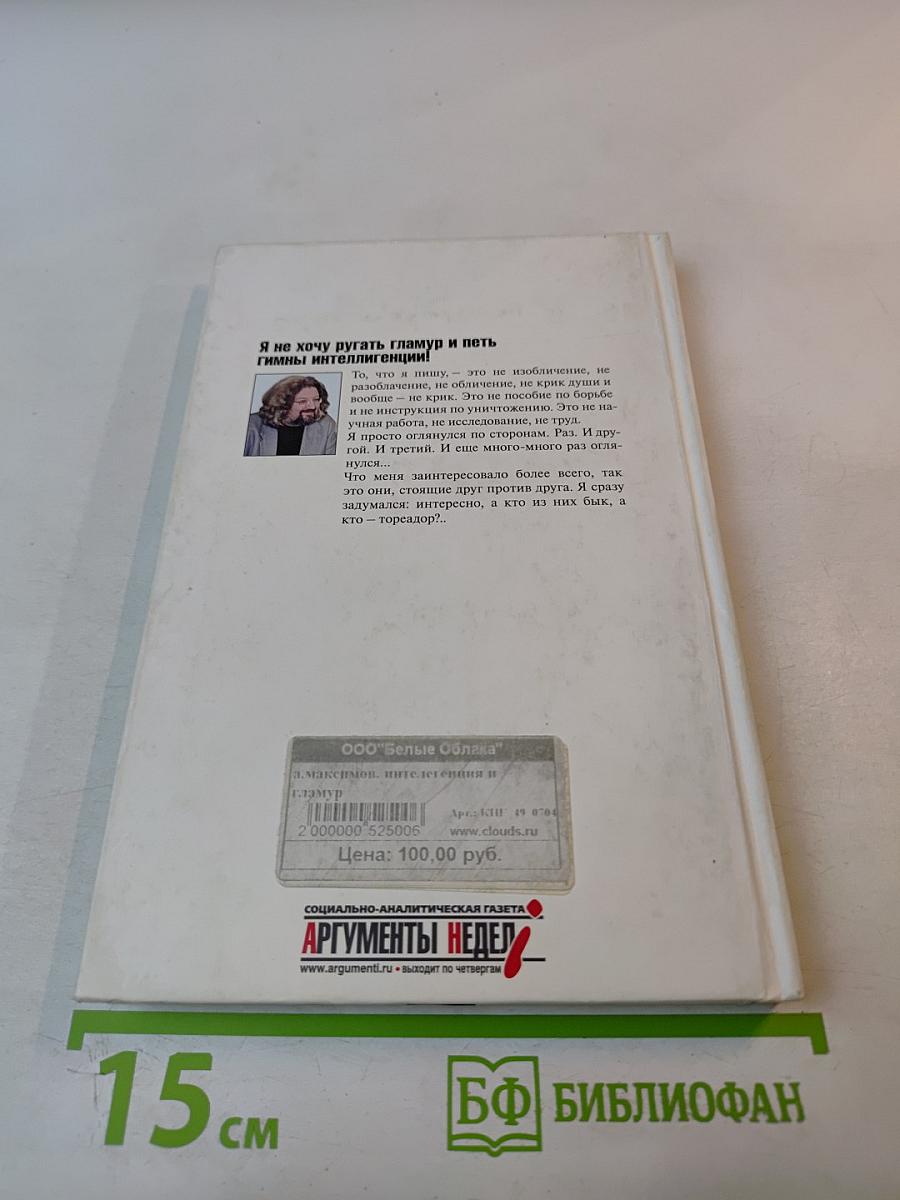 Я не хочу ругать гламур и петь
гимны интеллигенции!
То, что я пишу, — это не изобличение, не
разоблачение, не обличение, не крик души и
вообще — не крик. Это не пособие по борьбе
и не инструкция по уничтожению. Это не на-
учная работа, не исследование, не труд.
Я просто оглянулся по сторонам. Раз. И дру-
гой. И третий. И еще много-много раз огля-
нулся...
Что меня заинтересовало более всего, так
это они, стоящие друг против друга. Я сразу
задумался: интересно, а кто из них бык, а
кто — тореадор?..
ООО"Белые Облака"
а.максимов. интелегенция и
гламур
Арт.: КНГ 49 0704
2 000000 525006
www.clouds.ru
Цена: 100,00 руб.
СОЦИАЛЬНО-АНАЛИТИЧЕСКАЯ ГАЗЕТА
АРГУМЕНТЫ НЕДЕЛi
www.argumenti.ru • ВЫХОДИТ ПО ЧЕТВЕРГАМ
15 см
БФ БИБЛИОФАН